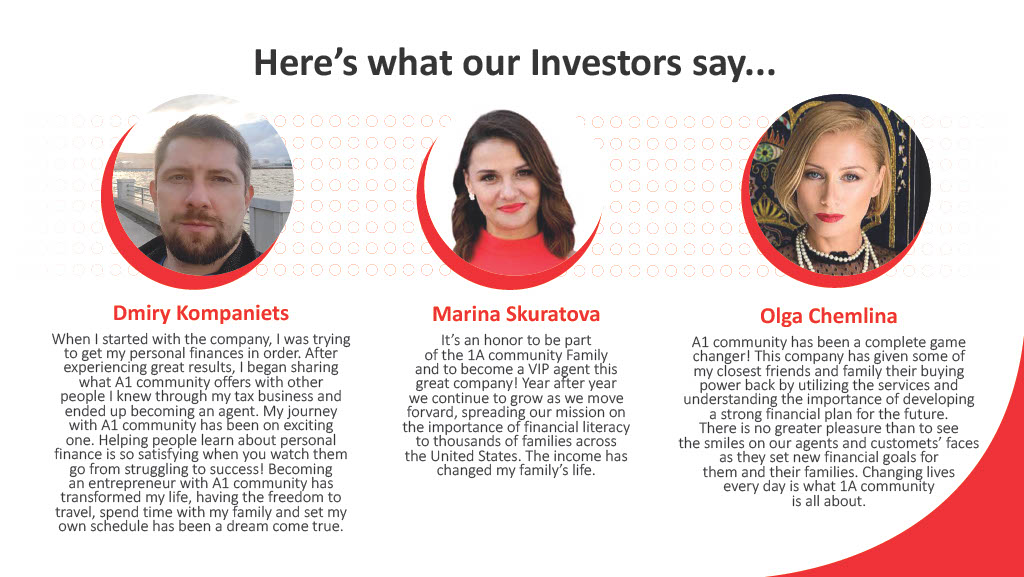 Here’s what our Investors say...
Dmiry Kompaniets
When I started with the company, I was trying
to get my personal finances in order. After
experiencing great results, I began sharing
what A1 community offers with other
people I knew through my tax business and
ended up becoming an agent. My journey
with A1 community has been on exciting
one. Helping people learn about personal
finance is so satisfying when you watch them
go from struggling to success! Becoming
an entrepreneur with A1 community has
transformed my life, having the freedom to
travel, spend time with my family and set my
own schedule has been a dream come true.
Marina Skuratova
It’s an honor to be part
of the 1A community Family
and to become a VIP agent this
great company! Year after year
we continue to grow as we move
forvard, spreading our mission on
the importance of financial literacy
to thousands of families across
the United States. The income has
changed my family’s life.
Olga Chemlina
A1 community has been a complete game
changer! This company has given some of
my closest friends and family their buying
power back by utilizing the services and
understanding the importance of developing
a strong financial plan for the future.
There is no greater pleasure than to see
the smiles on our agents and customets’ faces
as they set new financial goals for
them and their families. Changing lives
every day is what 1A community
is all about.